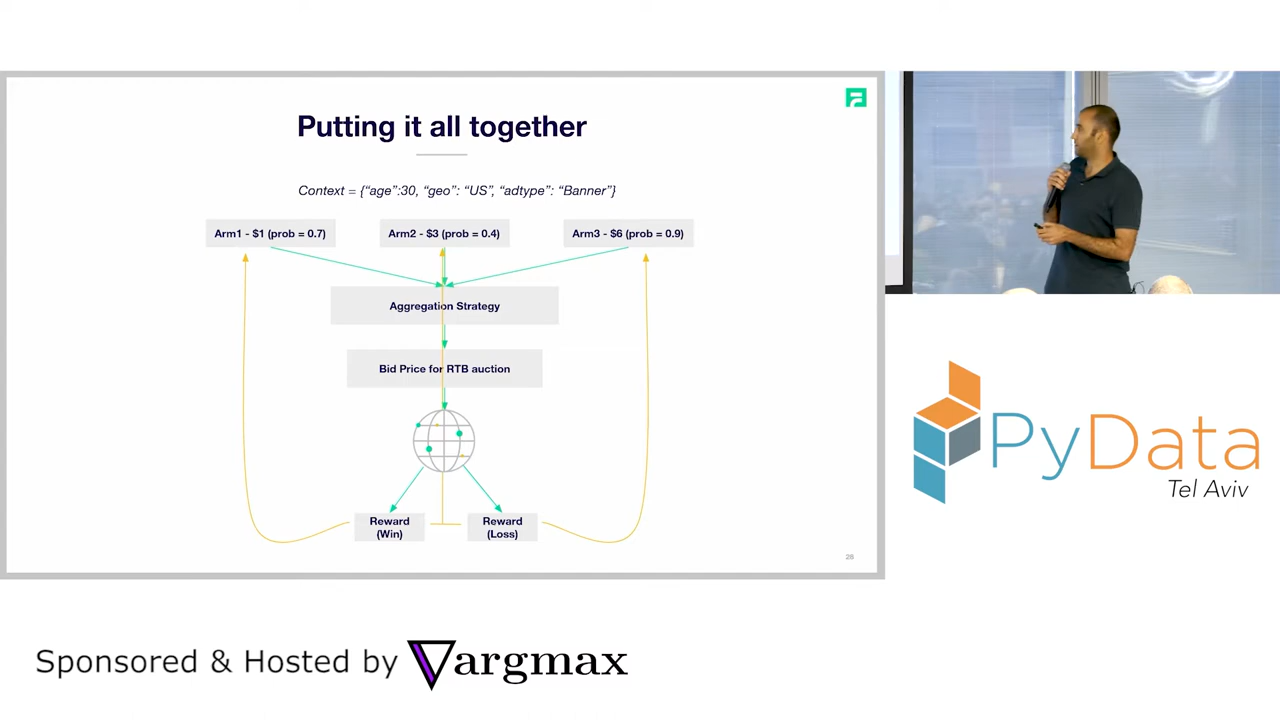 Putting it all together
Context = {“age”:30, “geo”: “US”, “adtype”: “Banner”}
Arm1 - $1 (prob = 0.7)
Arm2 - $3 (prob = 0.4)
Arm3 - $6 (prob = 0.9)
Aggregation Strategy
Bid Price for RTB auction
Reward
(Win)
Reward
(Loss)
28
PyData
Tel Aviv
Sponsored & Hosted by argmax